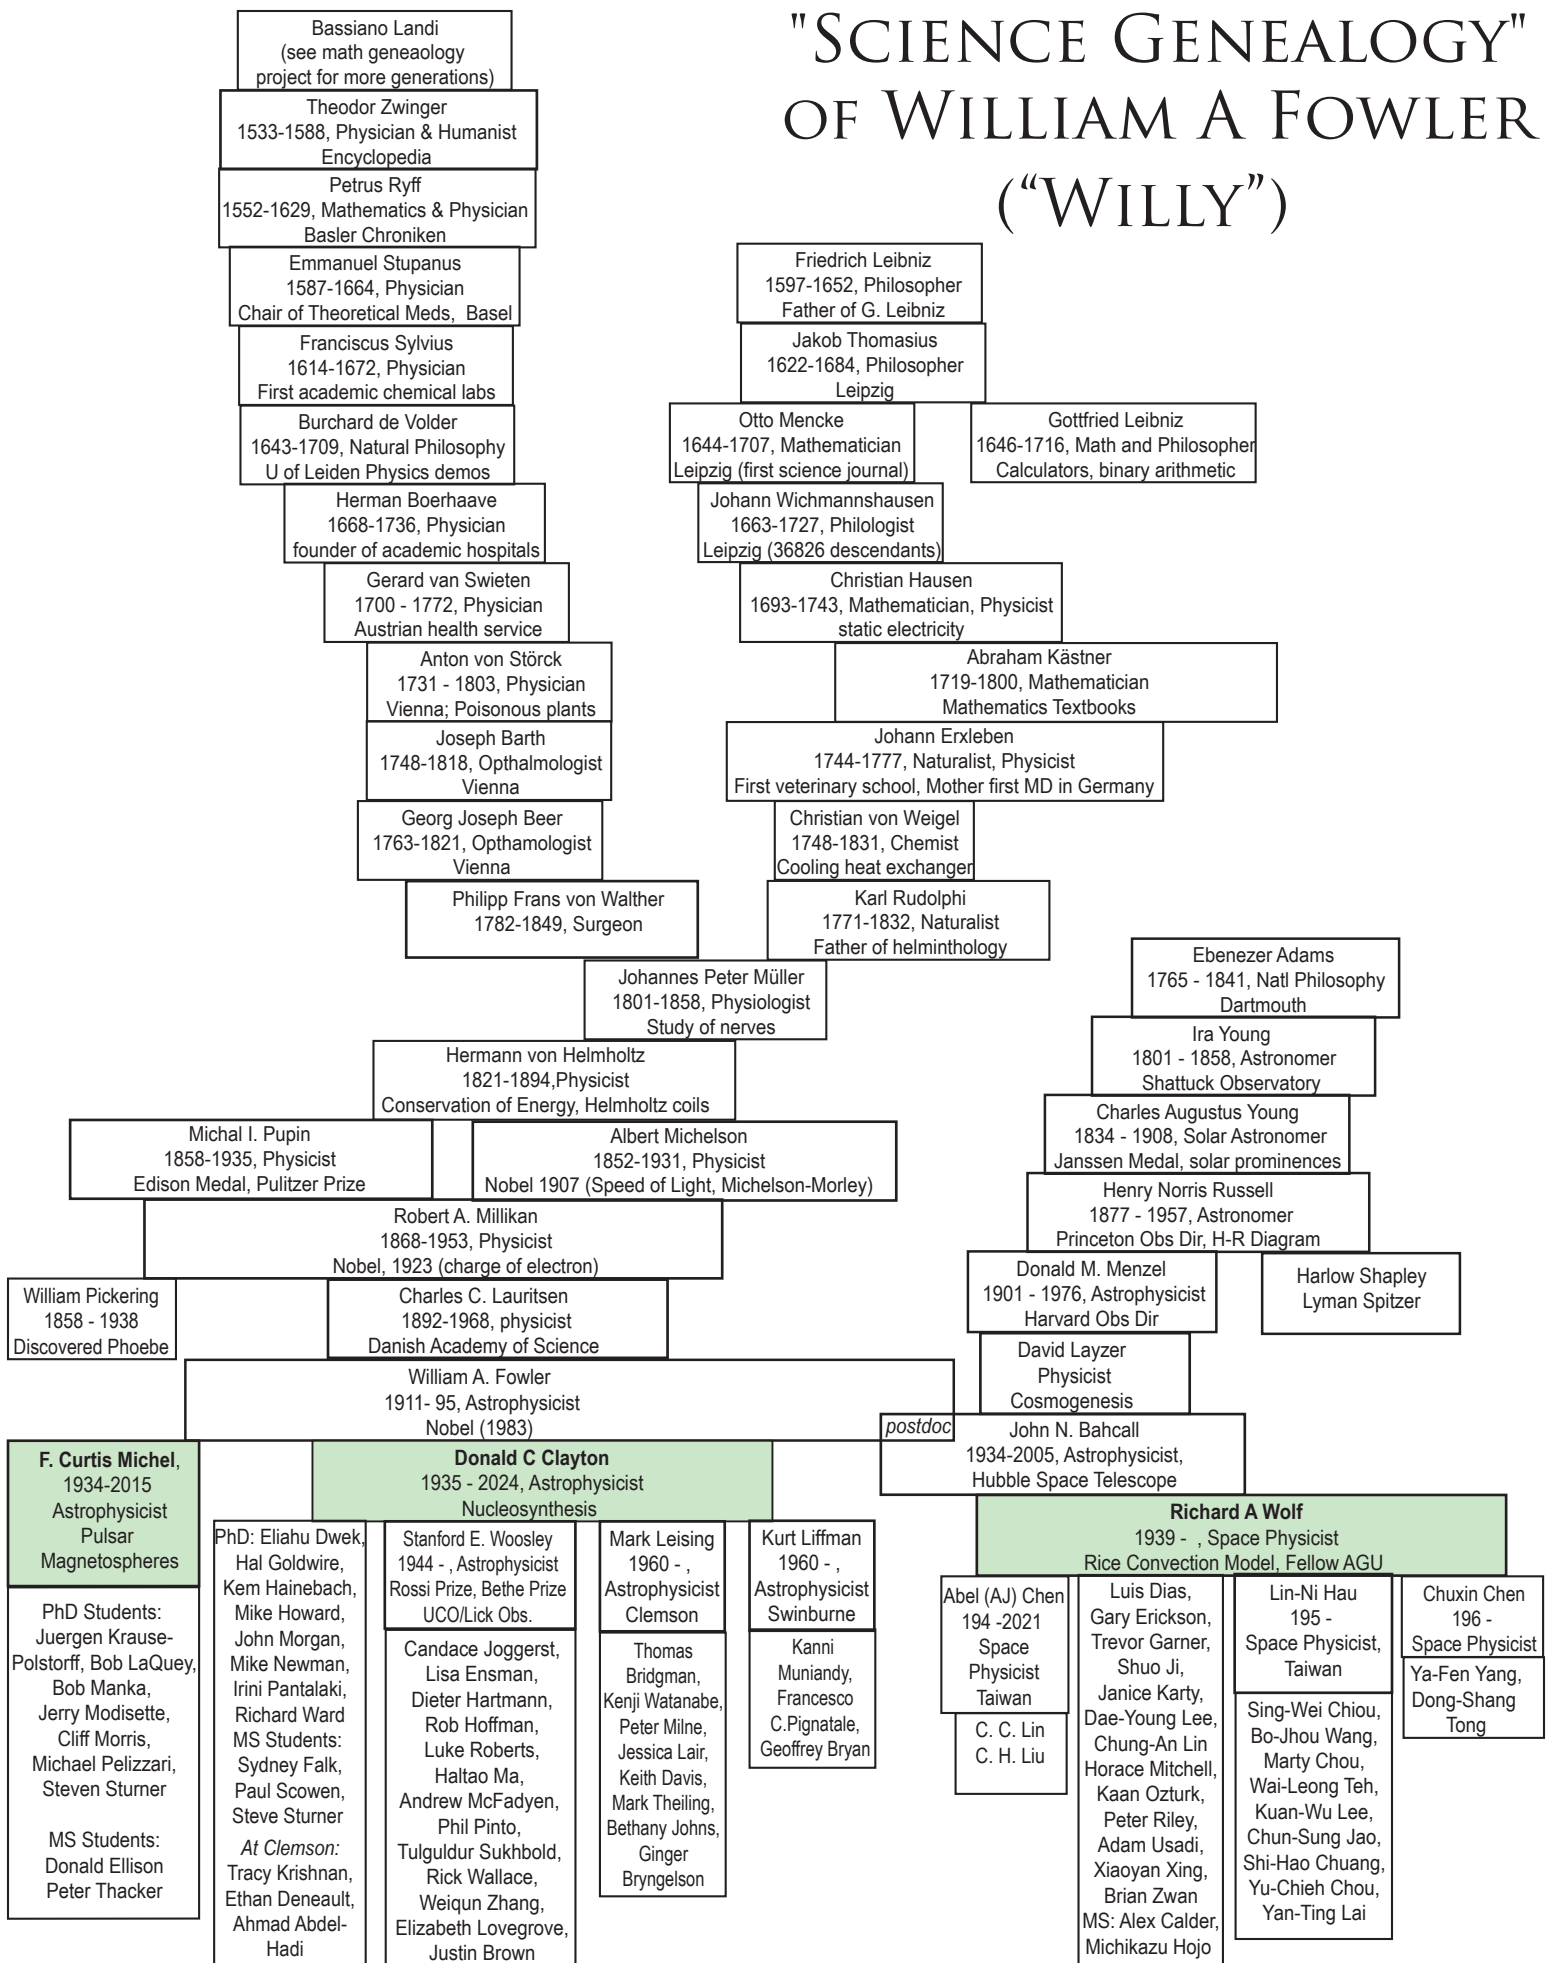 "Science Genealogy"
of William A Fowler
(“Willy”)
Bassiano Landi
(see math geneaology
project for more generations)
Theodor Zwinger
1533-1588, Physician & Humanist
Encyclopedia
Petrus Ryff
1552-1629, Mathematics & Physician
Basler Chroniken
Emmanuel Stupanus
1587-1664, Physician
Chair of Theoretical Meds, Basel
Franciscus Sylvius
1614-1672, Physician
First academic chemical labs
Burchard de Volder
1643-1709, Natural Philosophy
U of Leiden Physics demos
Herman Boerhaave
1668-1736, Physician
founder of academic hospitals
Gerard van Swieten
1700 - 1772, Physician
Austrian health service
Anton von Störck
1731 - 1803, Physician
Vienna; Poisonous plants
Joseph Barth
1748-1818, Opthalmologist
Vienna
Georg Joseph Beer
1763-1821, Opthamologist
Vienna
Philipp Frans von Walther
1782-1849, Surgeon
Friedrich Leibniz
1597-1652, Philosopher
Father of G. Leibniz
Jakob Thomasius
1622-1684, Philosopher
Leipzig
Otto Mencke
1644-1707, Mathematician
Leipzig (first science journal)
Gottfried Leibniz
1646-1716, Math and Philosopher
Calculators, binary arithmetic
Johann Wichmannshausen
1663-1727, Philologist
Leipzig (36826 descendants)
Christian Hausen
1693-1743, Mathematician, Physicist
static electricity
Abraham Kästner
1719-1800, Mathematician
Mathematics Textbooks
Johann Erxleben
1744-1777, Naturalist, Physicist
First veterinary school, Mother first MD in Germany
Christian von Weigel
1748-1831, Chemist
Cooling heat exchanger
Karl Rudolphi
1771-1832, Naturalist
Father of helminthology
Johannes Peter Müller
1801-1858, Physiologist
Study of nerves
Hermann von Helmholtz
1821-1894,Physicist
Conservation of Energy, Helmholtz coils
Michal I. Pupin
1858-1935, Physicist
Edison Medal, Pulitzer Prize
Albert Michelson
1852-1931, Physicist
Nobel 1907 (Speed of Light, Michelson-Morley)
Robert A. Millikan
1868-1953, Physicist
Nobel, 1923 (charge of electron)
William Pickering
1858 - 1938
Discovered Phoebe
Charles C. Lauritsen
1892-1968, physicist
Danish Academy of Science
William A. Fowler
1911- 95, Astrophysicist
Nobel (1983)
Ebenezer Adams
1765 - 1841, Natl Philosophy
Dartmouth
Ira Young
1801 - 1858, Astronomer
Shattuck Observatory
Charles Augustus Young
1834 - 1908, Solar Astronomer
Janssen Medal, solar prominences
Henry Norris Russell
1877 - 1957, Astronomer
Princeton Obs Dir, H-R Diagram
Donald M. Menzel
1901 - 1976, Astrophysicist
Harvard Obs Dir
Harlow Shapley
Lyman Spitzer
David Layzer
Physicist
Cosmogenesis
postdoc
John N. Bahcall
1934-2005, Astrophysicist,
Hubble Space Telescope
F. Curtis Michel,
1934-2015
Astrophysicist
Pulsar
Magnetospheres
PhD Students:
Juergen Krause-
Polstorff, Bob LaQuey,
Bob Manka,
Jerry Modisette,
Cliff Morris,
Michael Pelizzari,
Steven Sturner
MS Students:
Donald Ellison
Peter Thacker
Donald C Clayton
1935 - 2024, Astrophysicist
Nucleosynthesis
PhD: Eliahu Dwek,
Hal Goldwire,
Kem Hainebach,
Mike Howard,
John Morgan,
Mike Newman,
Irini Pantalaki,
Richard Ward
MS Students:
Sydney Falk,
Paul Scowen,
Steve Sturner
At Clemson:
Tracy Krishnan,
Ethan Deneault,
Ahmad Abdel-
Hadi
Stanford E. Woosley
1944 - , Astrophysicist
Rossi Prize, Bethe Prize
UCO/Lick Obs.
Candace Joggerst,
Lisa Ensman,
Dieter Hartmann,
Rob Hoffman,
Luke Roberts,
Haltao Ma,
Andrew McFadyen,
Phil Pinto,
Tulguldur Sukhbold,
Rick Wallace,
Weiqun Zhang,
Elizabeth Lovegrove,
Justin Brown
Mark Leising
1960 - ,
Astrophysicist
Clemson
Thomas
Bridgman,
Kenji Watanabe,
Peter Milne,
Jessica Lair,
Keith Davis,
Mark Theiling,
Bethany Johns,
Ginger
Bryngelson
Kurt Liffman
1960 - ,
Astrophysicist
Swinburne
Kanni
Muniandy,
Francesco
C.Pignatale,
Geoffrey Bryan
Richard A Wolf
1939 - , Space Physicist
Rice Convection Model, Fellow AGU
Abel (AJ) Chen
194 -2021
Space
Physicist
Taiwan
C. C. Lin
C. H. Liu
Luis Dias,
Gary Erickson,
Trevor Garner,
Shuo Ji,
Janice Karty,
Dae-Young Lee,
Chung-An Lin
Horace Mitchell,
Kaan Ozturk,
Peter Riley,
Adam Usadi,
Xiaoyan Xing,
Brian Zwan
MS: Alex Calder,
Michikazu Hojo
Lin-Ni Hau
195 -
Space Physicist,
Taiwan
Sing-Wei Chiou,
Bo-Jhou Wang,
Marty Chou,
Wai-Leong Teh,
Kuan-Wu Lee,
Chun-Sung Jao,
Shi-Hao Chuang,
Yu-Chieh Chou,
Yan-Ting Lai
Chuxin Chen
196 -
Space Physicist
Ya-Fen Yang,
Dong-Shang
Tong